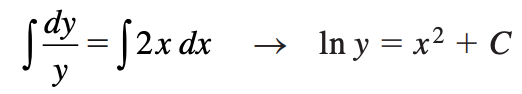 ∫ dy/y = ∫ 2x dx → ln y = x² + C